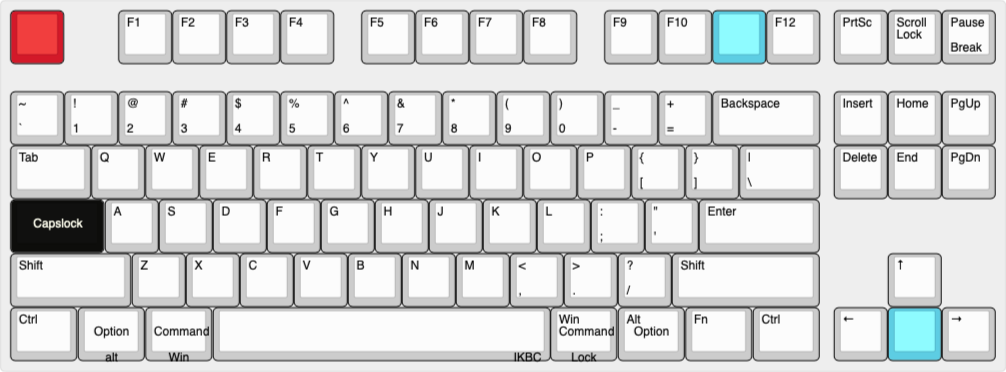 F1 F2 F3 F4 F5 F6 F7 F8 F9 F10 F12 PrtSc Scroll Pause
Lock
Break
~ ! @ # $ % ^ & * ( ) _ + Backspace Insert Home PgUp
` 1 2 3 4 5 6 7 8 9 0 - =
Tab Q W E R T Y U I O P { } | Delete End PgDn
[ ] \
Capslock A S D F G H J K L : " Enter
; '
Shift Z X C V B N M < > ? Shift ↑
, . /
Ctrl Option Command Win Alt Fn Ctrl ← →
Command Option
alt Win IKBC Lock